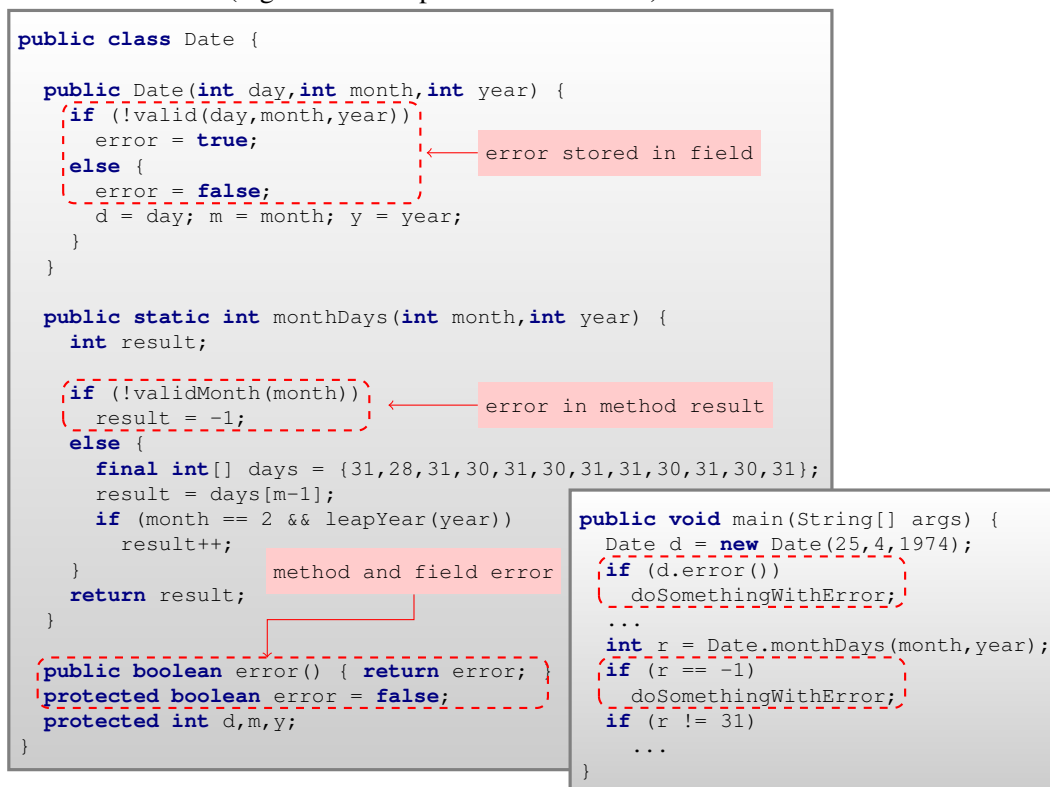 public class Date {
public Date(int day,int month,int year) {
if (!valid(day,month,year))
error = true;
error stored in field
else {
error = false;
d = day; m = month; y = year;
}
}
public static int monthDays(int month,int year) {
int result;
if (!validMonth(month))
error in method result
result = -1;
else {
final int[] days = {31,28,31,30,31,30,31,31,30,31,30,31};
result = days[m-1];
if (month == 2 && leapYear(year))
result++;
}
method and field error
return result;
}
public boolean error() { return error; }
protected boolean error = false;
protected int d,m,y;
}
public void main(String[] args) {
Date d = new Date(25,4,1974);
if (d.error())
doSomethingWithError;
...
int r = Date.monthDays(month,year);
if (r == -1)
doSomethingWithError;
if (r != 31)
...
}